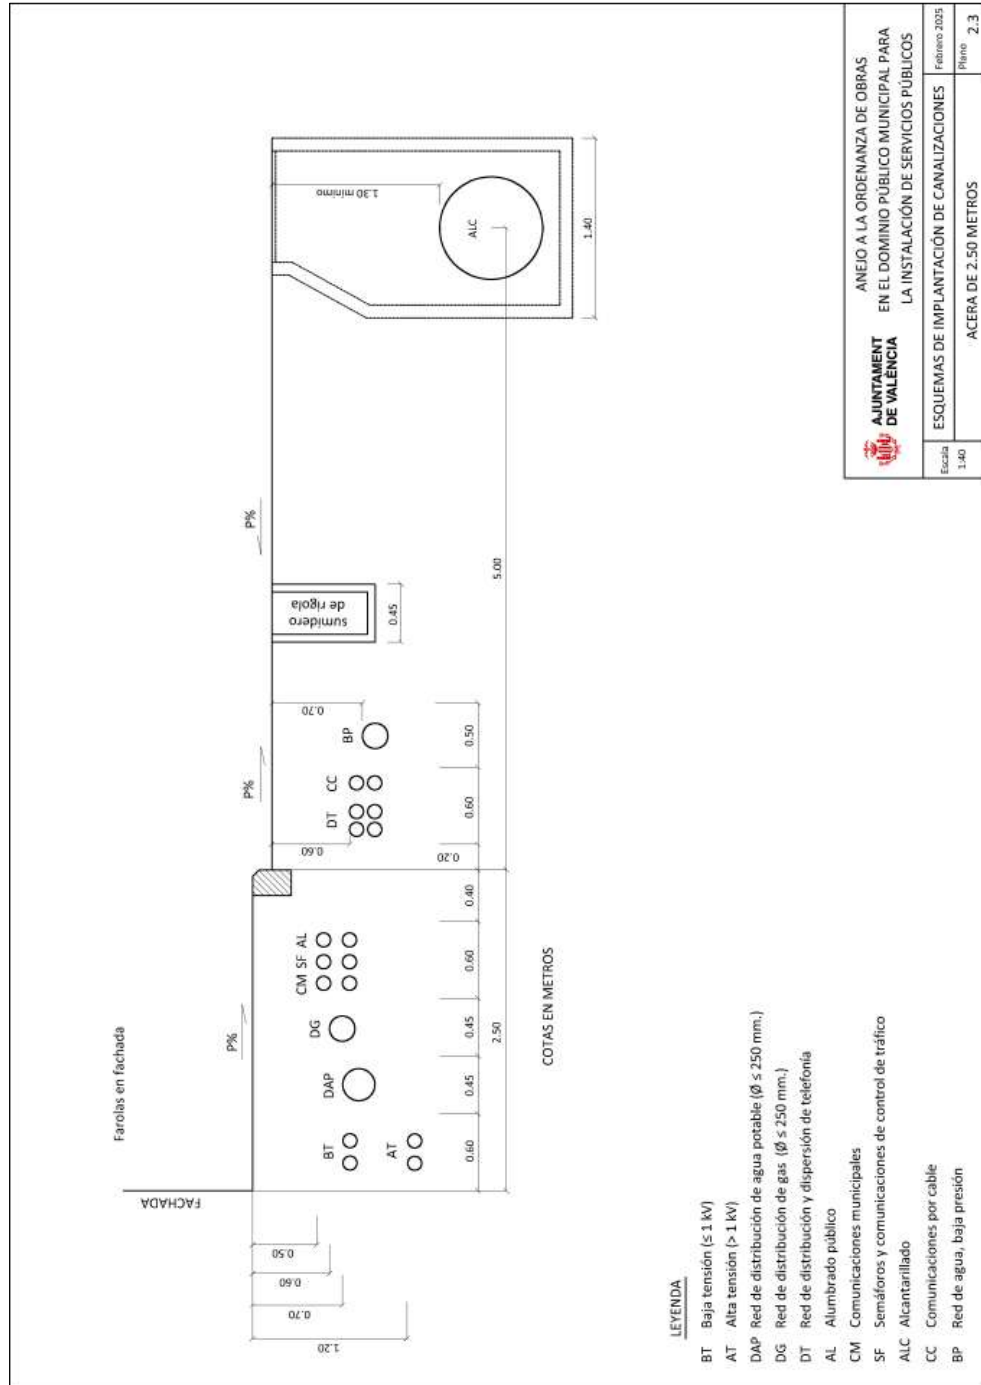 Farolas en fachada
FACHADA
P%
P%
P%
0.50
0.60
0.70
1.20
BT
AT
DAP
DG
CM SF AL
DT
CC
BP
0.60
0.70
sumidero
de rigola
0.45
ALC
1.30 mínimo
1.40
0.60
0.45
0.45
0.60
0.40
0.20
0.60
0.50
2.50
5.00
COTAS EN METROS
LEYENDA
BT Baja tensión (≤ 1 kV)
AT Alta tensión (> 1 kV)
DAP Red de distribución de agua potable (Ø ≤ 250 mm.)
DG Red de distribución de gas (Ø ≤ 250 mm.)
DT Red de distribución y dispersión de telefonía
AL Alumbrado público
CM Comunicaciones municipales
SF Semáforos y comunicaciones de control de tráfico
ALC Alcantarillado
CC Comunicaciones por cable
BP Red de agua, baja presión
AJUNTAMENT
DE VALÈNCIA
ANEJO A LA ORDENANZA DE OBRAS
EN EL DOMINIO PÚBLICO MUNICIPAL PARA
LA INSTALACIÓN DE SERVICIOS PÚBLICOS
Escala
1:40
ESQUEMAS DE IMPLANTACIÓN DE CANALIZACIONES
Febrero 2025
ACERA DE 2.50 METROS
Plano 2.3